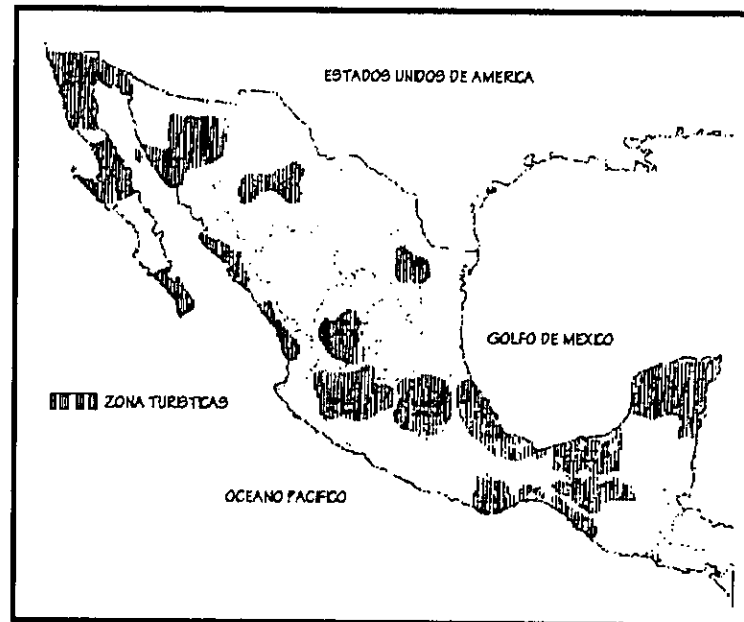 ESTADOS UNIDOS DE AMERICA
GOLFO DE MEXICO
ZONA TURISTICAS
OCEANO PACIFICO